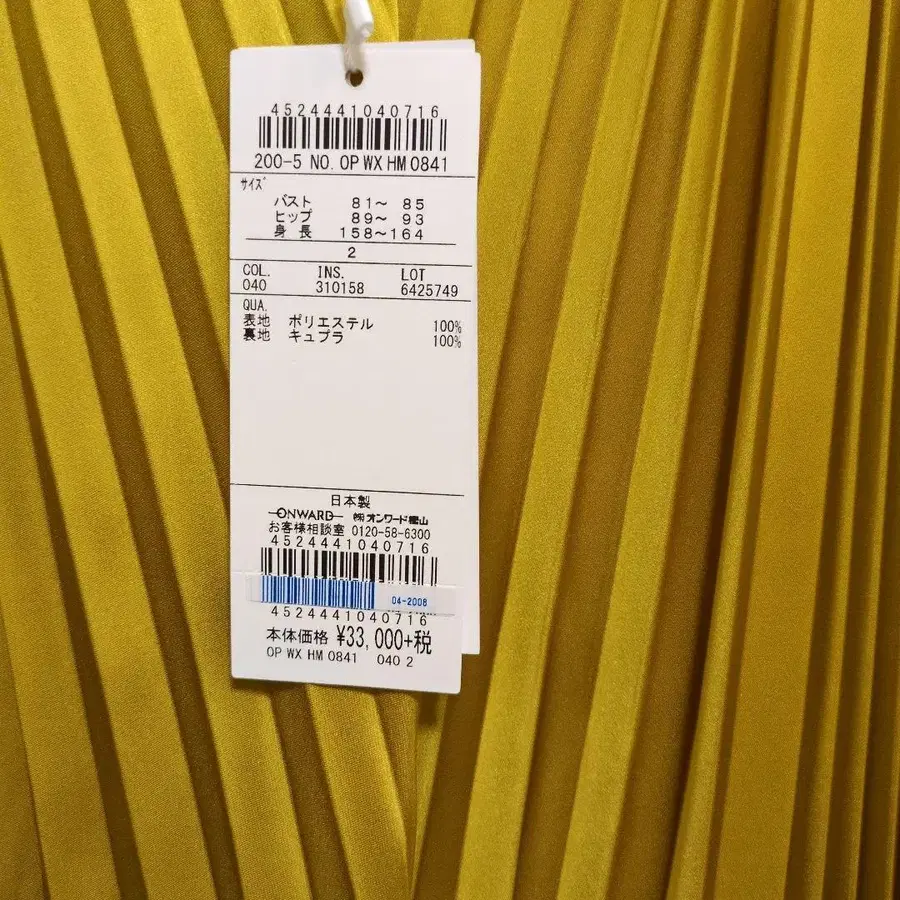 4524441040716
200-5 NO. OP WX HM 0841
サイズ
バスト 81〜 85
ヒップ 89〜 93
身 長 158〜164
2
COL. INS. LOT
040 310158 6425749
QUA.
表地 ポリエステル 100%
裏地 キュプラ 100%
日本製
ONWARD ㈱オンワード樫山
お客様相談室 0120-58-6300
4524441040716
04-2008
4524441040716
本体価格 ¥33,000+税
OP WX HM 0841 040 2